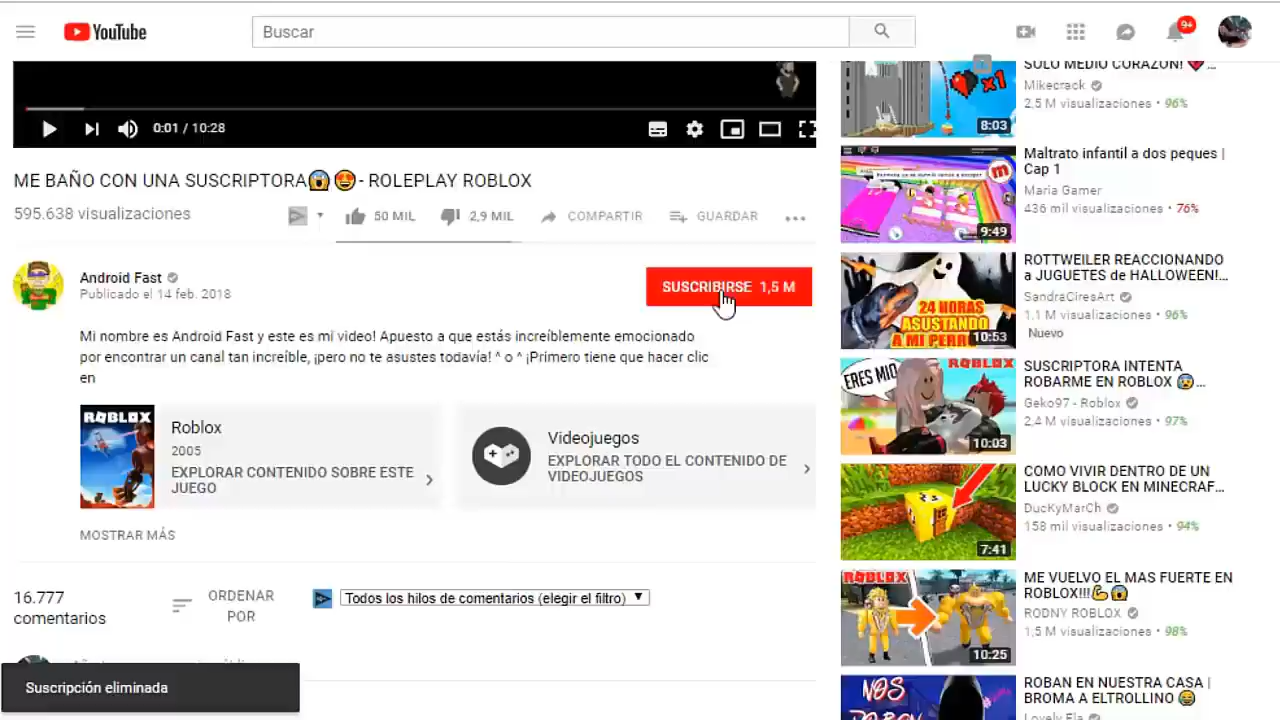 YouTube
Buscar
9+
0:01 / 10:28
ME BAÑO CON UNA SUSCRIPTORA😱😍- ROLEPLAY ROBLOX
595.638 visualizaciones
50 MIL
2,9 MIL
COMPARTIR
GUARDAR
Android Fast
Publicado el 14 feb. 2018
SUSCRIBIRSE 1,5 M
Mi nombre es Android Fast y este es mi video! Apuesto a que estás increíblemente emocionado
por encontrar un canal tan increíble, ¡pero no te asustes todavía! ^ o ^ ¡Primero tiene que hacer clic
en
ROBLOX
Roblox
2005
EXPLORAR CONTENIDO SOBRE ESTE
JUEGO
Videojuegos
EXPLORAR TODO EL CONTENIDO DE
VIDEOJUEGOS
MOSTRAR MÁS
16.777
comentarios
ORDENAR
POR
Todos los hilos de comentarios (elegir el filtro)
Suscripción eliminada
x1
8:03
SOLO MEDIO CORAZON! 💔...
Mikecrack
2,5 M visualizaciones • 96%
9:49
Maltrato infantil a dos peques |
Cap 1
Maria Gamer
436 mil visualizaciones • 76%
24 HORAS
ASUSTANDO
A MI PERRO
10:53
ROTTWEILER REACCIONANDO
a JUGUETES de HALLOWEEN!...
SandraCiresArt
1,1 M visualizaciones • 96%
Nuevo
ERES MIO
ROBLOX
10:03
SUSCRIPTORA INTENTA
ROBARME EN ROBLOX 😰...
Geko97 - Roblox
2,4 M visualizaciones • 97%
7:41
COMO VIVIR DENTRO DE UN
LUCKY BLOCK EN MINECRAF...
DucKyMarCh
158 mil visualizaciones • 94%
ROBLOX
10:25
ME VUELVO EL MAS FUERTE EN
ROBLOX!!!💪😱
RODNY ROBLOX
1,5 M visualizaciones • 98%
NOS
ROBAN EN NUESTRA CASA |
BROMA A ELTROLLINO 😂